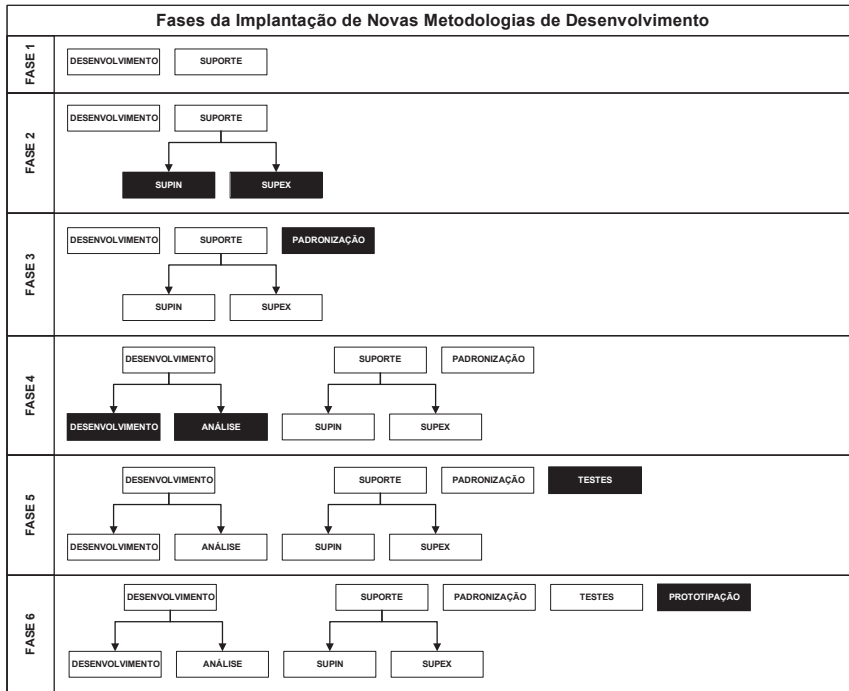 Fases da Implantação de Novas Metodologias de Desenvolvimento
FASE 1
DESENVOLVIMENTO SUPORTE
FASE 2
DESENVOLVIMENTO SUPORTE
SUPIN SUPEX
FASE 3
DESENVOLVIMENTO SUPORTE PADRONIZAÇÃO
SUPIN SUPEX
FASE 4
DESENVOLVIMENTO SUPORTE PADRONIZAÇÃO
DESENVOLVIMENTO ANÁLISE SUPIN SUPEX
FASE 5
DESENVOLVIMENTO SUPORTE PADRONIZAÇÃO TESTES
DESENVOLVIMENTO ANÁLISE SUPIN SUPEX
FASE 6
DESENVOLVIMENTO SUPORTE PADRONIZAÇÃO TESTES PROTOTIPAÇÃO
DESENVOLVIMENTO ANÁLISE SUPIN SUPEX